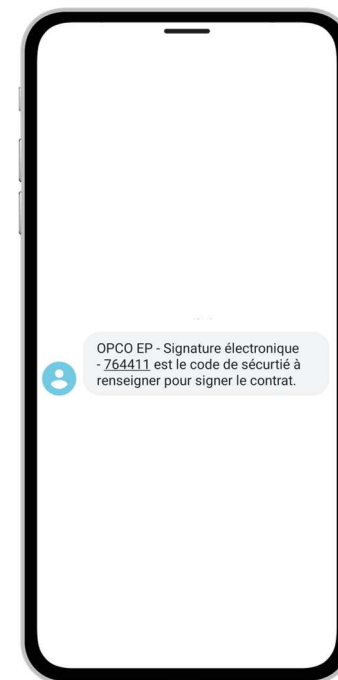 OPCO EP - Signature électronique
- 764411 est le code de sécurtié à
renseigner pour signer le contrat.